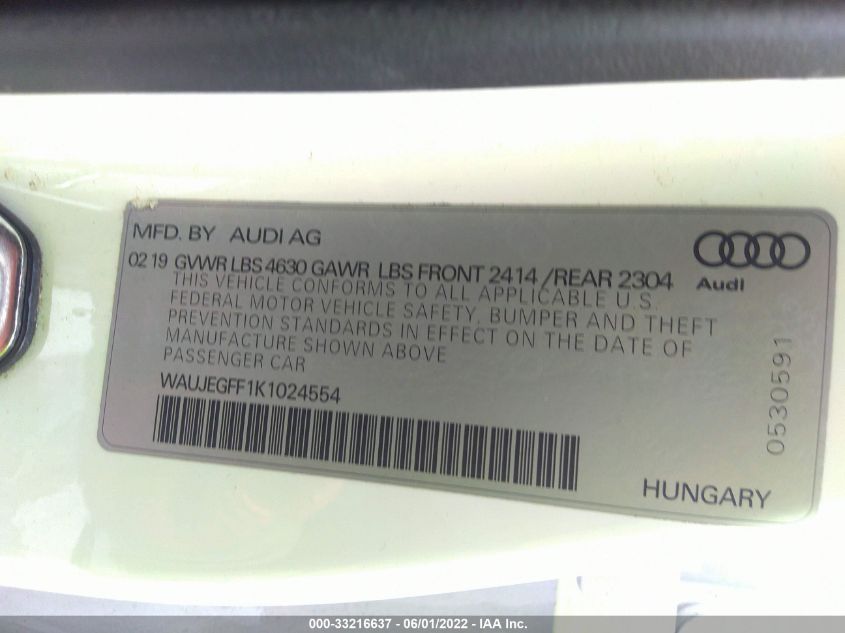 MFD. BY AUDI AG
02 19 GVWR LBS 4630 GAWR LBS FRONT 2414 / REAR 2304
THIS VEHICLE CONFORMS TO ALL APPLICABLE U.S.
FEDERAL MOTOR VEHICLE SAFETY, BUMPER AND THEFT
PREVENTION STANDARDS IN EFFECT ON THE DATE OF
MANUFACTURE SHOWN ABOVE
PASSENGER CAR
WAUJEGFF1K1024554
Audi
0530591
HUNGARY
000-33216637 - 06/01/2022 - IAA Inc.